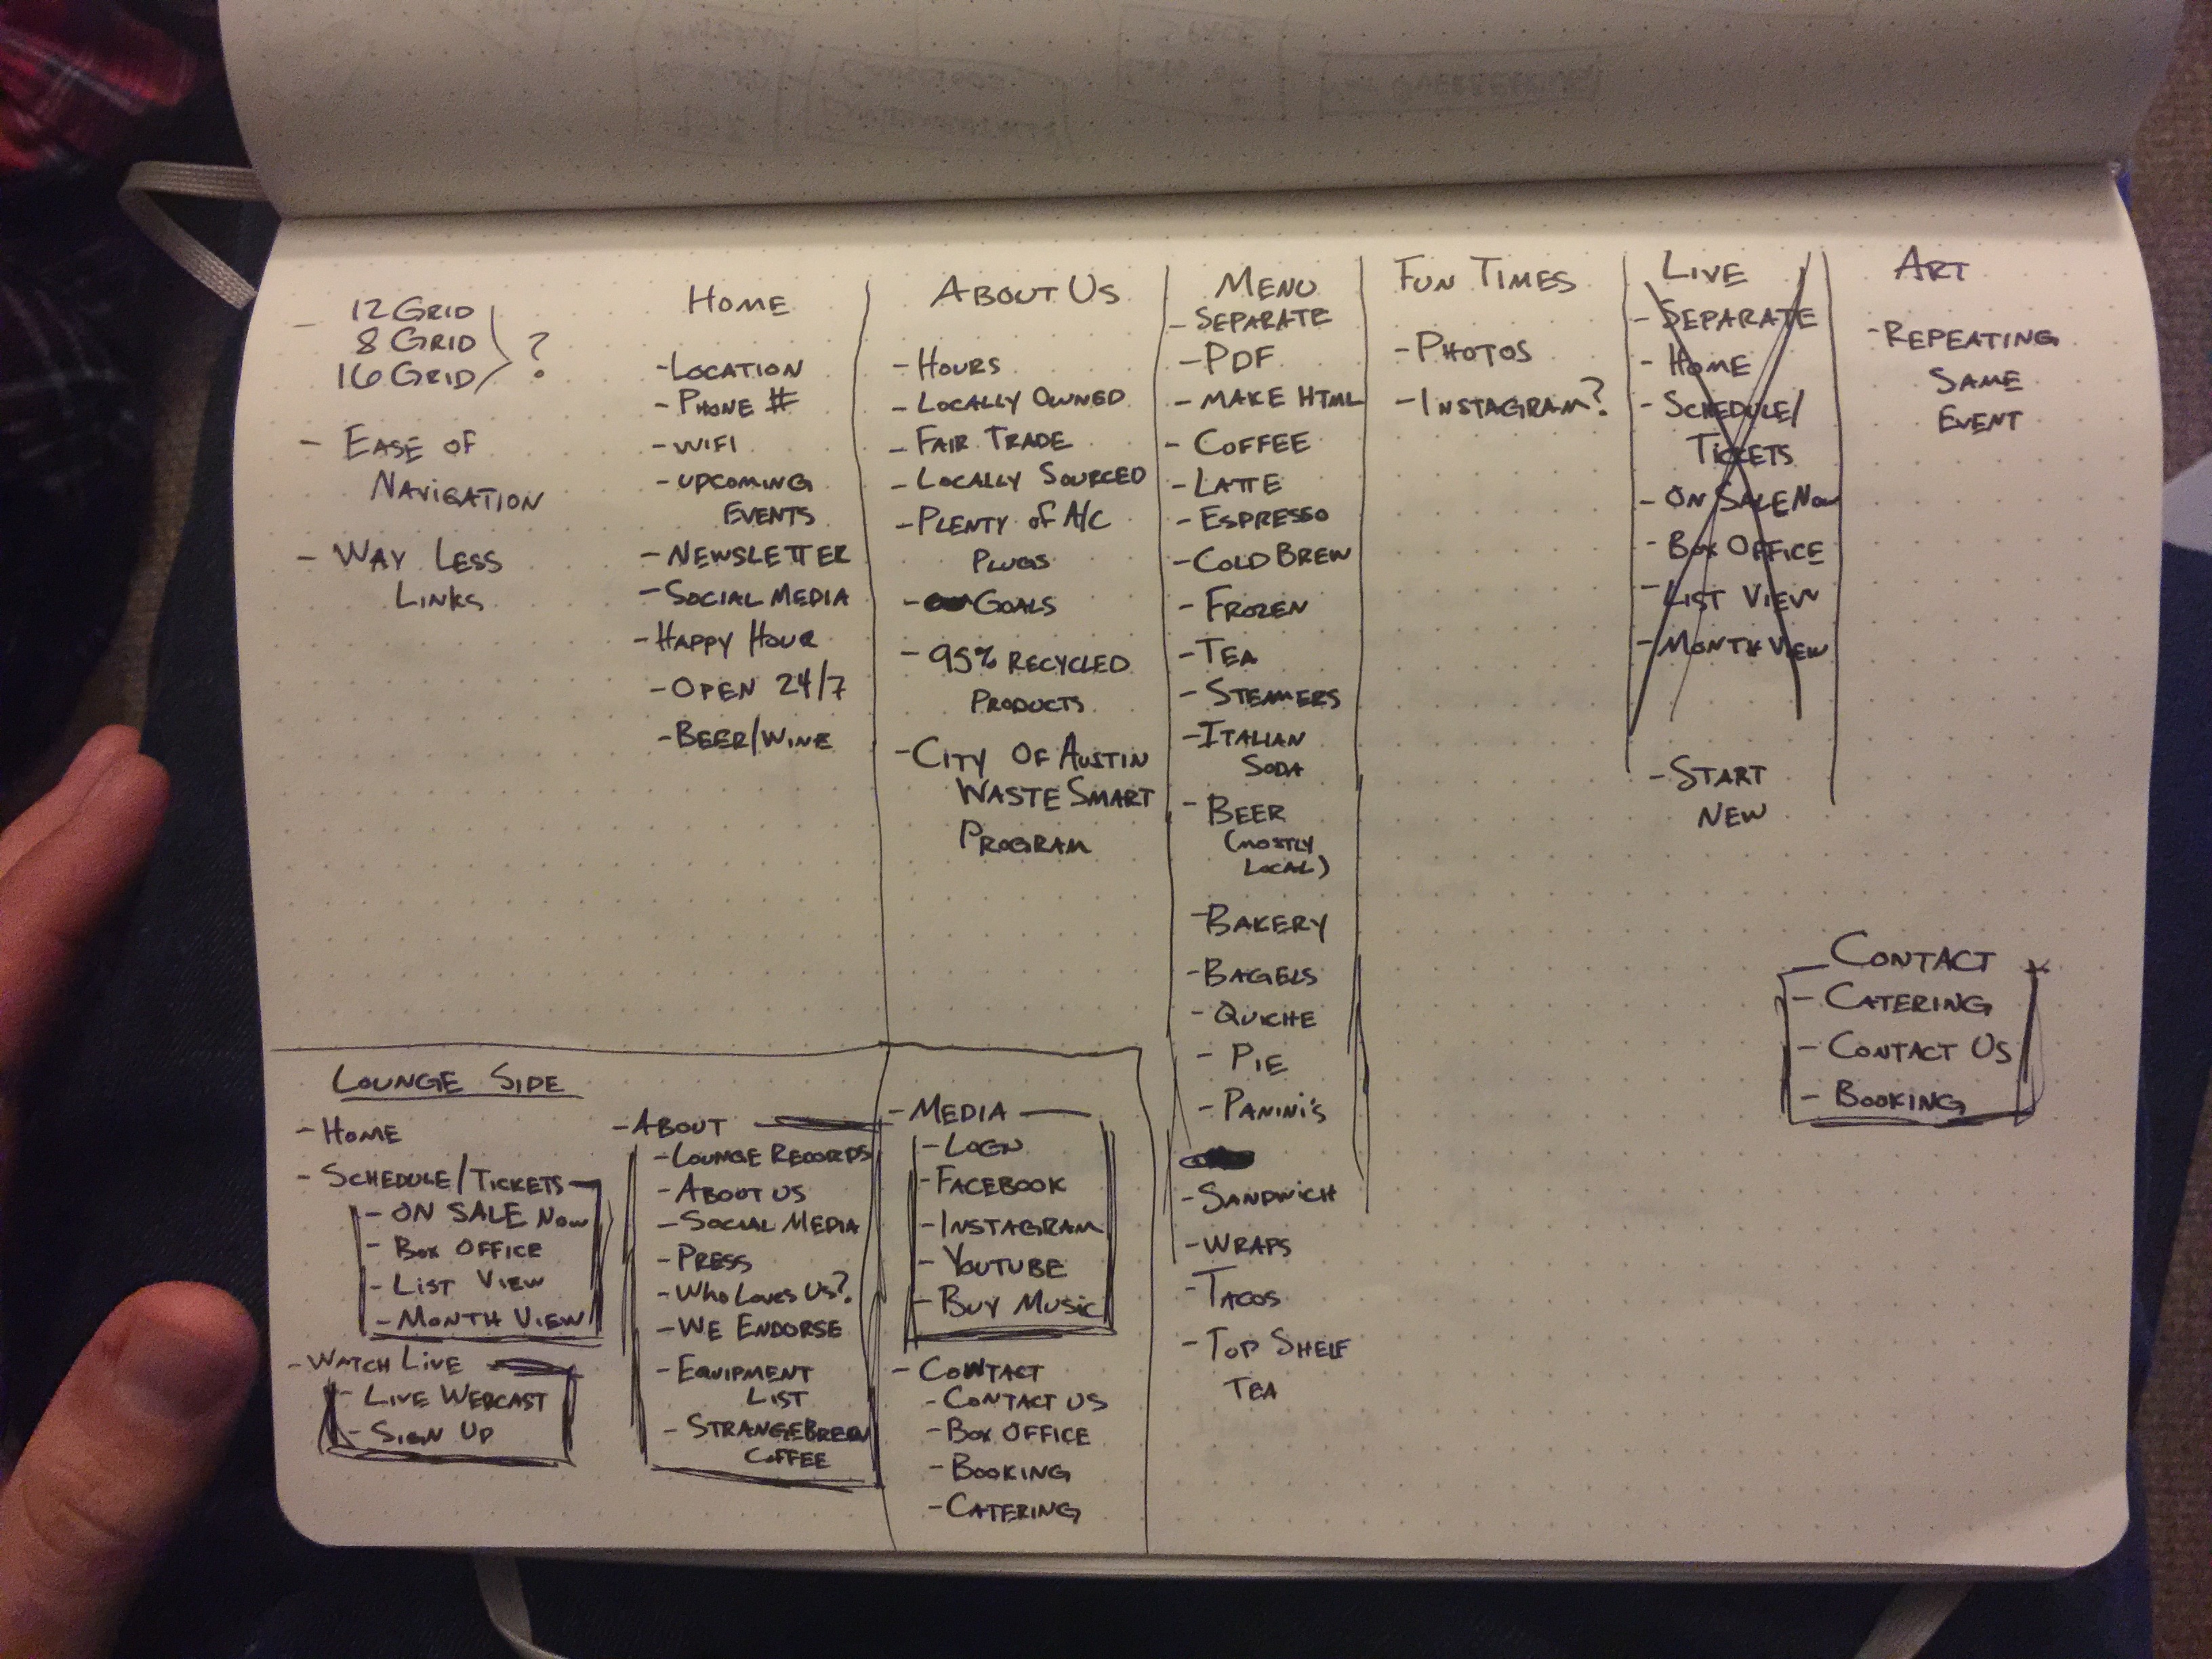 - 12 GRID
8 GRID
16 GRID
?
- EASE OF
NAVIGATION
- WAY LESS
LINKS
HOME
- LOCATION
- PHONE #
- WIFI
- UPCOMING
EVENTS
- NEWSLETTER
- SOCIAL MEDIA
- HAPPY HOUR
- OPEN 24/7
- BEER/WINE
ABOUT US
- HOURS
- LOCALLY OWNED
- FAIR TRADE
- LOCALLY SOURCED
- PLENTY OF A/C
PLUGS
- GOALS
- 95% RECYCLED
PRODUCTS
- CITY OF AUSTIN
WASTE SMART
PROGRAM
MENU
- SEPARATE
- PDF
- MAKE HTML
- COFFEE
- LATTE
- ESPRESSO
- COLD BREW
- FROZEN
- TEA
- STEAMERS
- ITALIAN
SODA
- BEER
(MOSTLY
LOCAL)
- BAKERY
- BAGELS
- QUICHE
- PIE
- PANINI'S
- SANDWICH
- WRAPS
- TACOS
- TOP SHELF
TEA
FUN TIMES
- PHOTOS
- INSTAGRAM?
LIVE
- SEPARATE
- HOME
- SCHEDULE/
TICKETS
- ON SALE NOW
- BOX OFFICE
- LIST VIEW
- MONTH VIEW
- START
NEW
ART
- REPEATING
SAME
EVENT
CONTACT
- CATERING
- CONTACT US
- BOOKING
LOUNGE SIDE
- HOME
- SCHEDULE/TICKETS
- ON SALE NOW
- BOX OFFICE
- LIST VIEW
- MONTH VIEW
- WATCH LIVE
- LIVE WEBCAST
- SIGN UP
- ABOUT
- LOUNGE RECORDS
- ABOUT US
- SOCIAL MEDIA
- PRESS
- WHO LOVES US?
- WE ENDORSE
- EQUIPMENT
LIST
- STRANGEBREW
COFFEE
- MEDIA
- LOGN
- FACEBOOK
- INSTAGRAM
- YOUTUBE
- BUY MUSIC
- CONTACT
- CONTACT US
- BOX OFFICE
- BOOKING
- CATERING